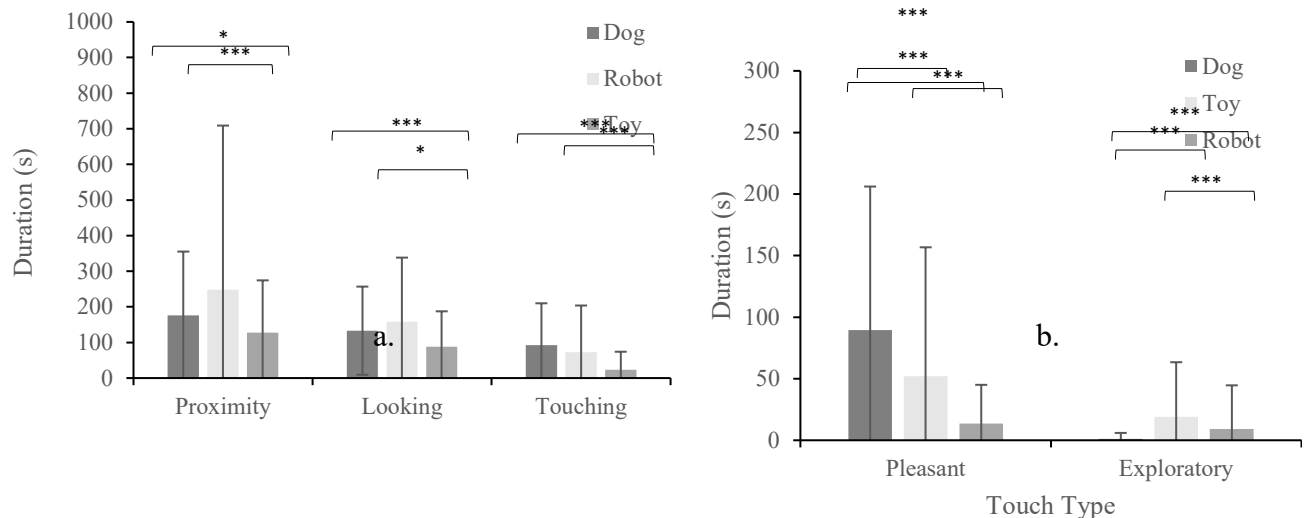 1000
900
800
700
600
500
400
300
200
100
0
Duration (s)
Proximity
Looking
Touching
*
***
***
*
***
***
Dog
Robot
Toy
a.
300
250
200
150
100
50
0
Duration (s)
Pleasant
Exploratory
Touch Type
***
***
***
***
***
***
Dog
Toy
Robot
b.